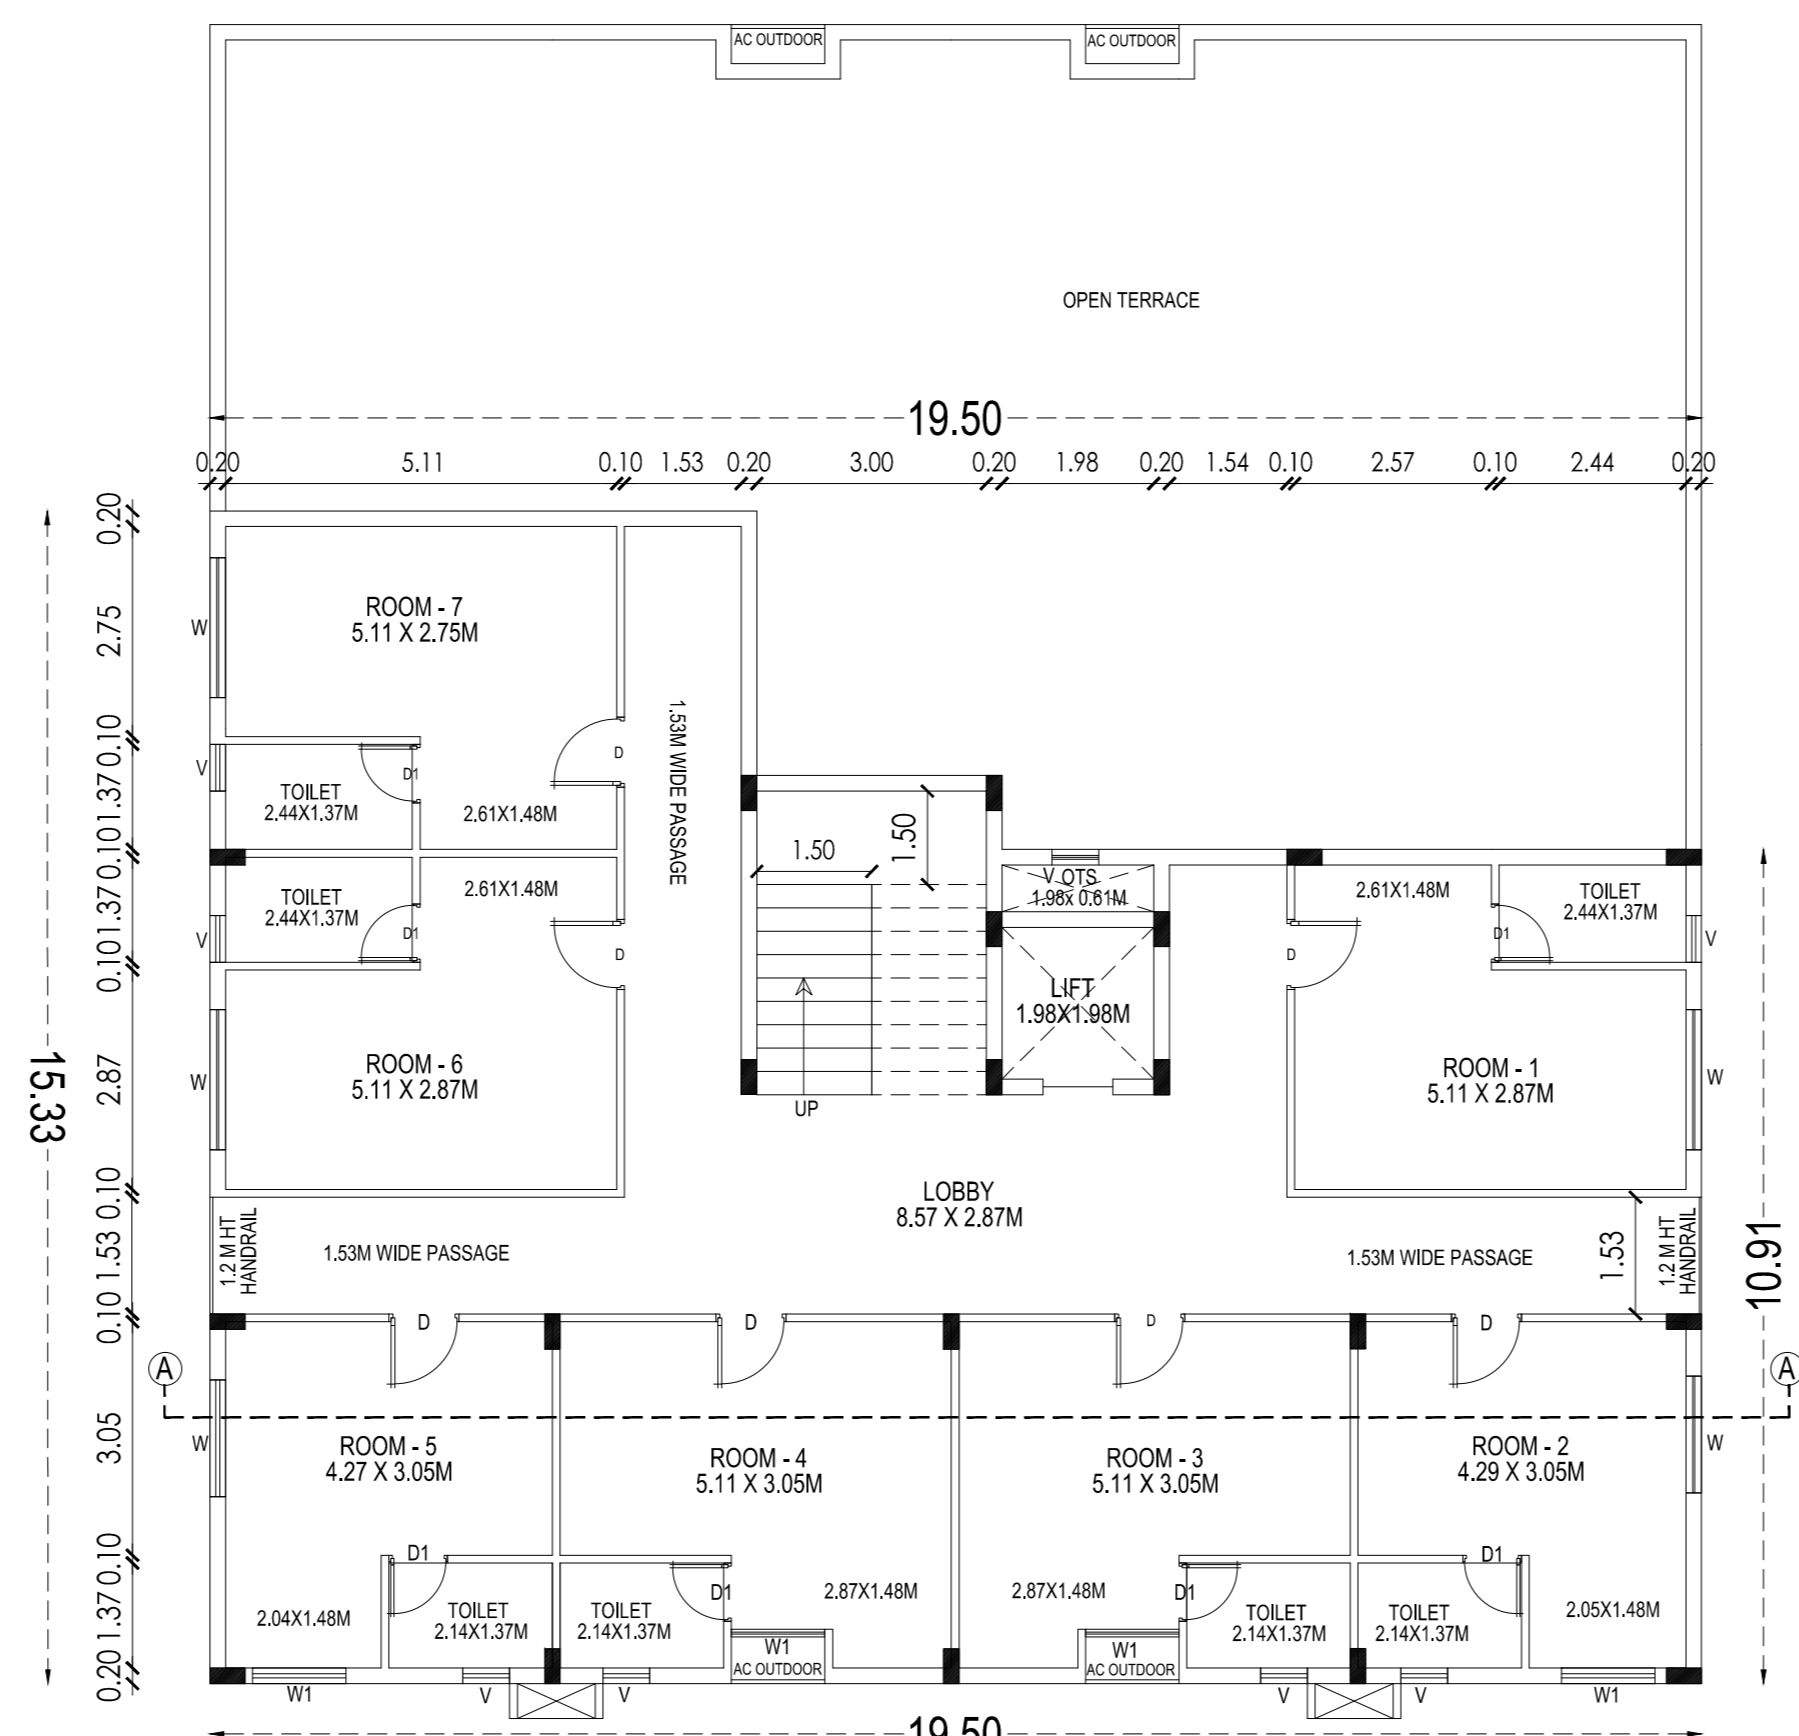 AC OUTDOOR
AC OUTDOOR
OPEN TERRACE
19.50
0.20 5.11 0.10 1.53 0.20 3.00 0.20 1.98 0.20 1.54 0.10 2.57 0.10 2.44 0.20
0.20
2.75
0.10
1.37
0.10
1.37
0.10
2.87
0.10
1.53
0.10
3.05
0.10
1.37
0.20
15.33
ROOM - 7
5.11 X 2.75M
W
1.53M WIDE PASSAGE
D
V
D1
TOILET
2.44X1.37M
2.61X1.48M
TOILET
2.44X1.37M
2.61X1.48M
V
D1
D
ROOM - 6
5.11 X 2.87M
W
1.50
1.50
UP
V OTS
1.98x 0.61M
LIFT
1.98X1.98M
2.61X1.48M
TOILET
2.44X1.37M
D
D1
V
ROOM - 1
5.11 X 2.87M
W
LOBBY
8.57 X 2.87M
1.2 M HT
HANDRAIL
1.53M WIDE PASSAGE
1.53M WIDE PASSAGE
1.53
1.2 M HT
HANDRAIL
10.91
D
D
D
D
A
A
W
ROOM - 5
4.27 X 3.05M
ROOM - 4
5.11 X 3.05M
ROOM - 3
5.11 X 3.05M
ROOM - 2
4.29 X 3.05M
W
D1
D1
D1
D1
2.04X1.48M
TOILET
2.14X1.37M
TOILET
2.14X1.37M
2.87X1.48M
2.87X1.48M
TOILET
2.14X1.37M
TOILET
2.14X1.37M
2.05X1.48M
W1
AC OUTDOOR
W1
AC OUTDOOR
W1
V
V
V
V
W1
19.50